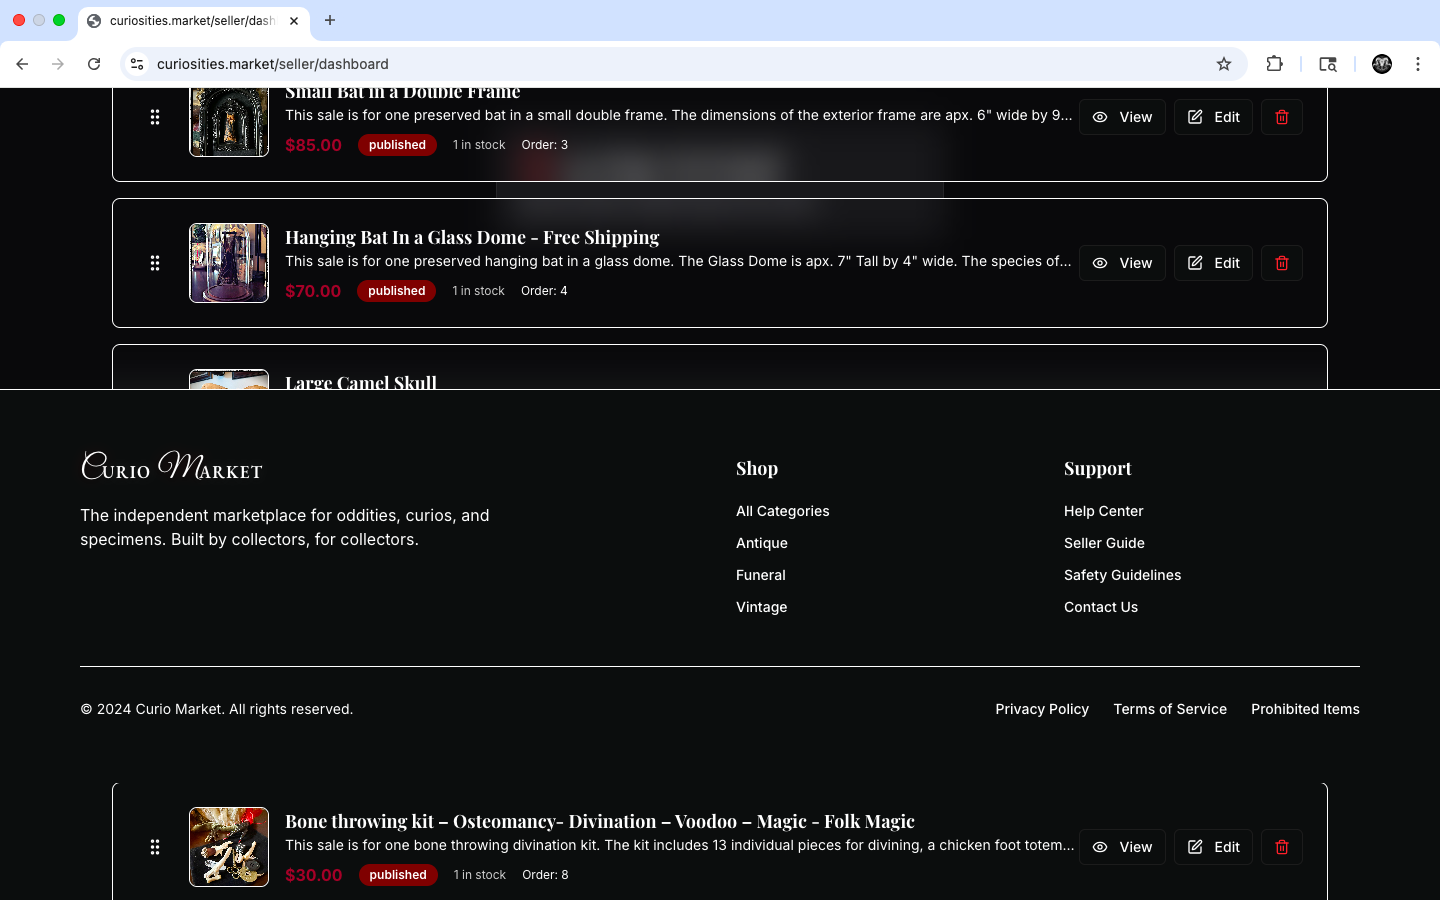 curiosities.market/seller/dash
curiosities.market/seller/dashboard
Small Bat in a Double Frame
This sale is for one preserved bat in a small double frame. The dimensions of the exterior frame are apx. 6" wide by 9...
View
Edit
$85.00
published
1 in stock
Order: 3
Hanging Bat In a Glass Dome - Free Shipping
This sale is for one preserved hanging bat in a glass dome. The Glass Dome is apx. 7" Tall by 4" wide. The species of...
View
Edit
$70.00
published
1 in stock
Order: 4
Large Camel Skull
Curio Market
The independent marketplace for oddities, curios, and
specimens. Built by collectors, for collectors.
Shop
All Categories
Antique
Funeral
Vintage
Support
Help Center
Seller Guide
Safety Guidelines
Contact Us
© 2024 Curio Market. All rights reserved.
Privacy Policy
Terms of Service
Prohibited Items
Bone throwing kit – Osteomancy- Divination – Voodoo – Magic - Folk Magic
This sale is for one bone throwing divination kit. The kit includes 13 individual pieces for divining, a chicken foot totem...
View
Edit
$30.00
published
1 in stock
Order: 8